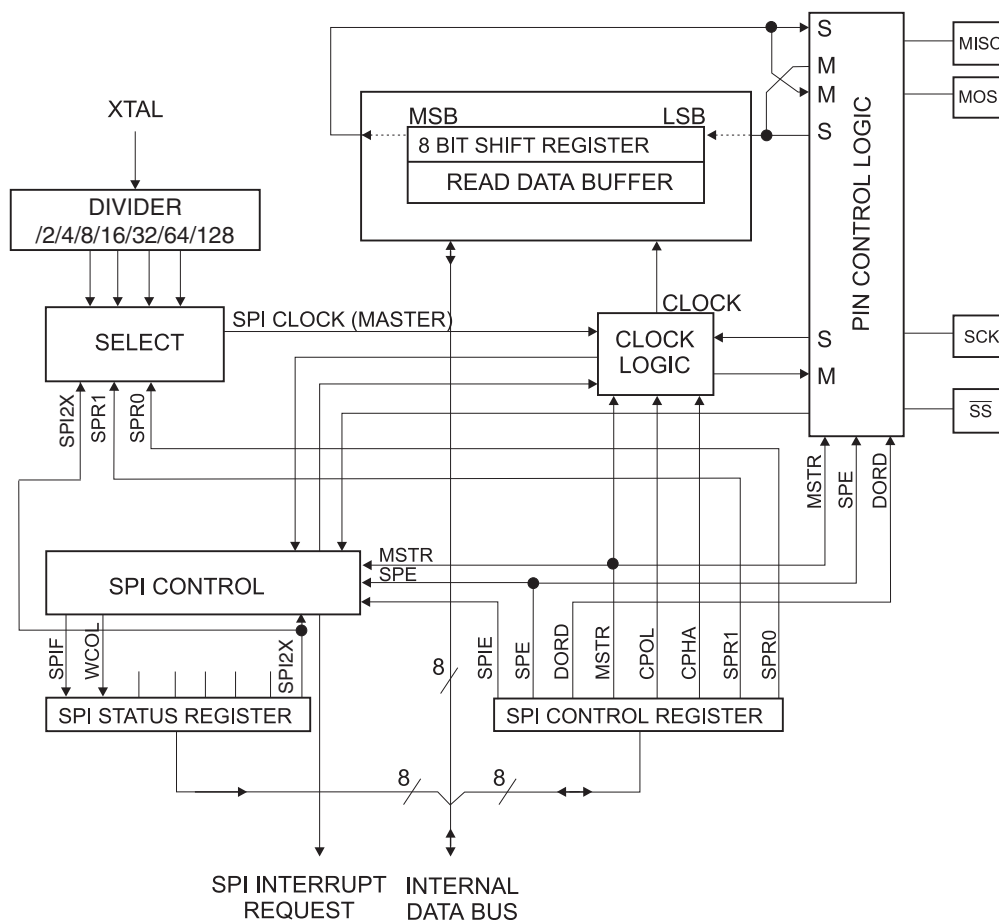 XTAL
DIVIDER
/2/4/8/16/32/64/128
SELECT
SPI2X
SPR1
SPR0
SPI CLOCK (MASTER)
MSB
LSB
8 BIT SHIFT REGISTER
READ DATA BUFFER
CLOCK
CLOCK
LOGIC
S
M
M
S
S
M
PIN CONTROL LOGIC
MISO
MOSI
SCK
SS
MSTR
SPE
DORD
SPI CONTROL
MSTR
SPE
SPIF
WCOL
SPI2X
SPI STATUS REGISTER
8
SPIE
SPE
DORD
MSTR
CPOL
CPHA
SPR1
SPR0
SPI CONTROL REGISTER
8
8
SPI INTERRUPT
REQUEST
INTERNAL
DATA BUS